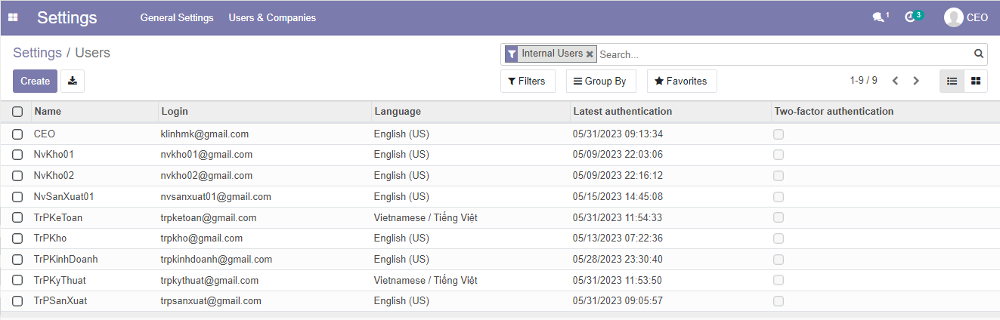 Settings General Settings Users & Companies 1 3 CEO
Settings / Users Internal Users Search...
Create Filters Group By Favorites 1-9 / 9
Name Login Language Latest authentication Two-factor authentication
CEO klinhmk@gmail.com English (US) 05/31/2023 09:13:34
NvKho01 nvkho01@gmail.com English (US) 05/09/2023 22:03:06
NvKho02 nvkho02@gmail.com English (US) 05/09/2023 22:16:12
NvSanXuat01 nvsanxuat01@gmail.com English (US) 05/15/2023 14:45:08
TrPKeToan trpketoan@gmail.com Vietnamese / Tiếng Việt 05/31/2023 11:54:33
TrPKho trpkho@gmail.com English (US) 05/13/2023 07:22:36
TrPKinhDoanh trpkinhdoanh@gmail.com English (US) 05/28/2023 23:30:40
TrPKyThuat trpkythuat@gmail.com Vietnamese / Tiếng Việt 05/31/2023 11:53:50
TrPSanXuat trpsanxuat@gmail.com English (US) 05/31/2023 09:05:57